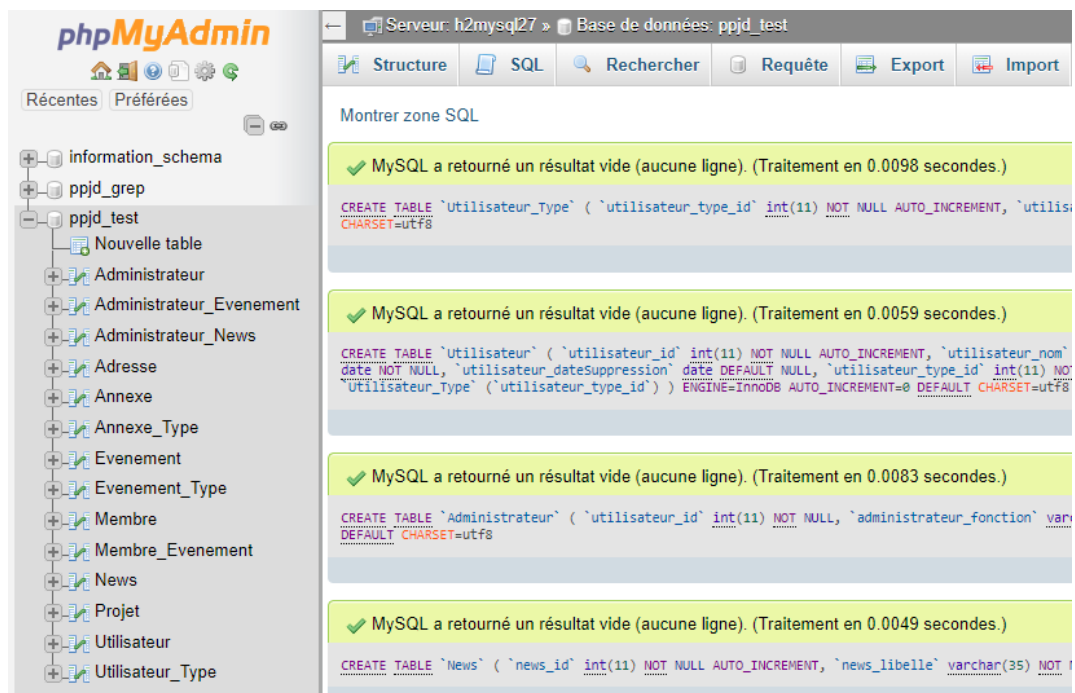 phpMyAdmin
Récentes Préférées
information_schema
ppjd_grep
ppjd_test
Nouvelle table
Administrateur
Administrateur_Evenement
Administrateur_News
Adresse
Annexe
Annexe_Type
Evenement
Evenement_Type
Membre
Membre_Evenement
News
Projet
Utilisateur
Utilisateur_Type
← Serveur: h2mysql27 » Base de données: ppjd_test
Structure SQL Rechercher Requête Export Import
Montrer zone SQL
MySQL a retourné un résultat vide (aucune ligne). (Traitement en 0.0098 secondes.)
CREATE TABLE `Utilisateur_Type` ( `utilisateur_type_id` int(11) NOT NULL AUTO_INCREMENT, `utilis
CHARSET=utf8
MySQL a retourné un résultat vide (aucune ligne). (Traitement en 0.0059 secondes.)
CREATE TABLE `Utilisateur` ( `utilisateur_id` int(11) NOT NULL AUTO_INCREMENT, `utilisateur_nom`
date NOT NULL, `utilisateur_dateSuppression` date DEFAULT NULL, `utilisateur_type_id` int(11) NO
`Utilisateur_Type` (`utilisateur_type_id`) ) ENGINE=InnoDB AUTO_INCREMENT=0 DEFAULT CHARSET=utf8
MySQL a retourné un résultat vide (aucune ligne). (Traitement en 0.0083 secondes.)
CREATE TABLE `Administrateur` ( `utilisateur_id` int(11) NOT NULL, `administrateur_fonction` varc
DEFAULT CHARSET=utf8
MySQL a retourné un résultat vide (aucune ligne). (Traitement en 0.0049 secondes.)
CREATE TABLE `News` ( `news_id` int(11) NOT NULL AUTO_INCREMENT, `news_libelle` varchar(35) NOT